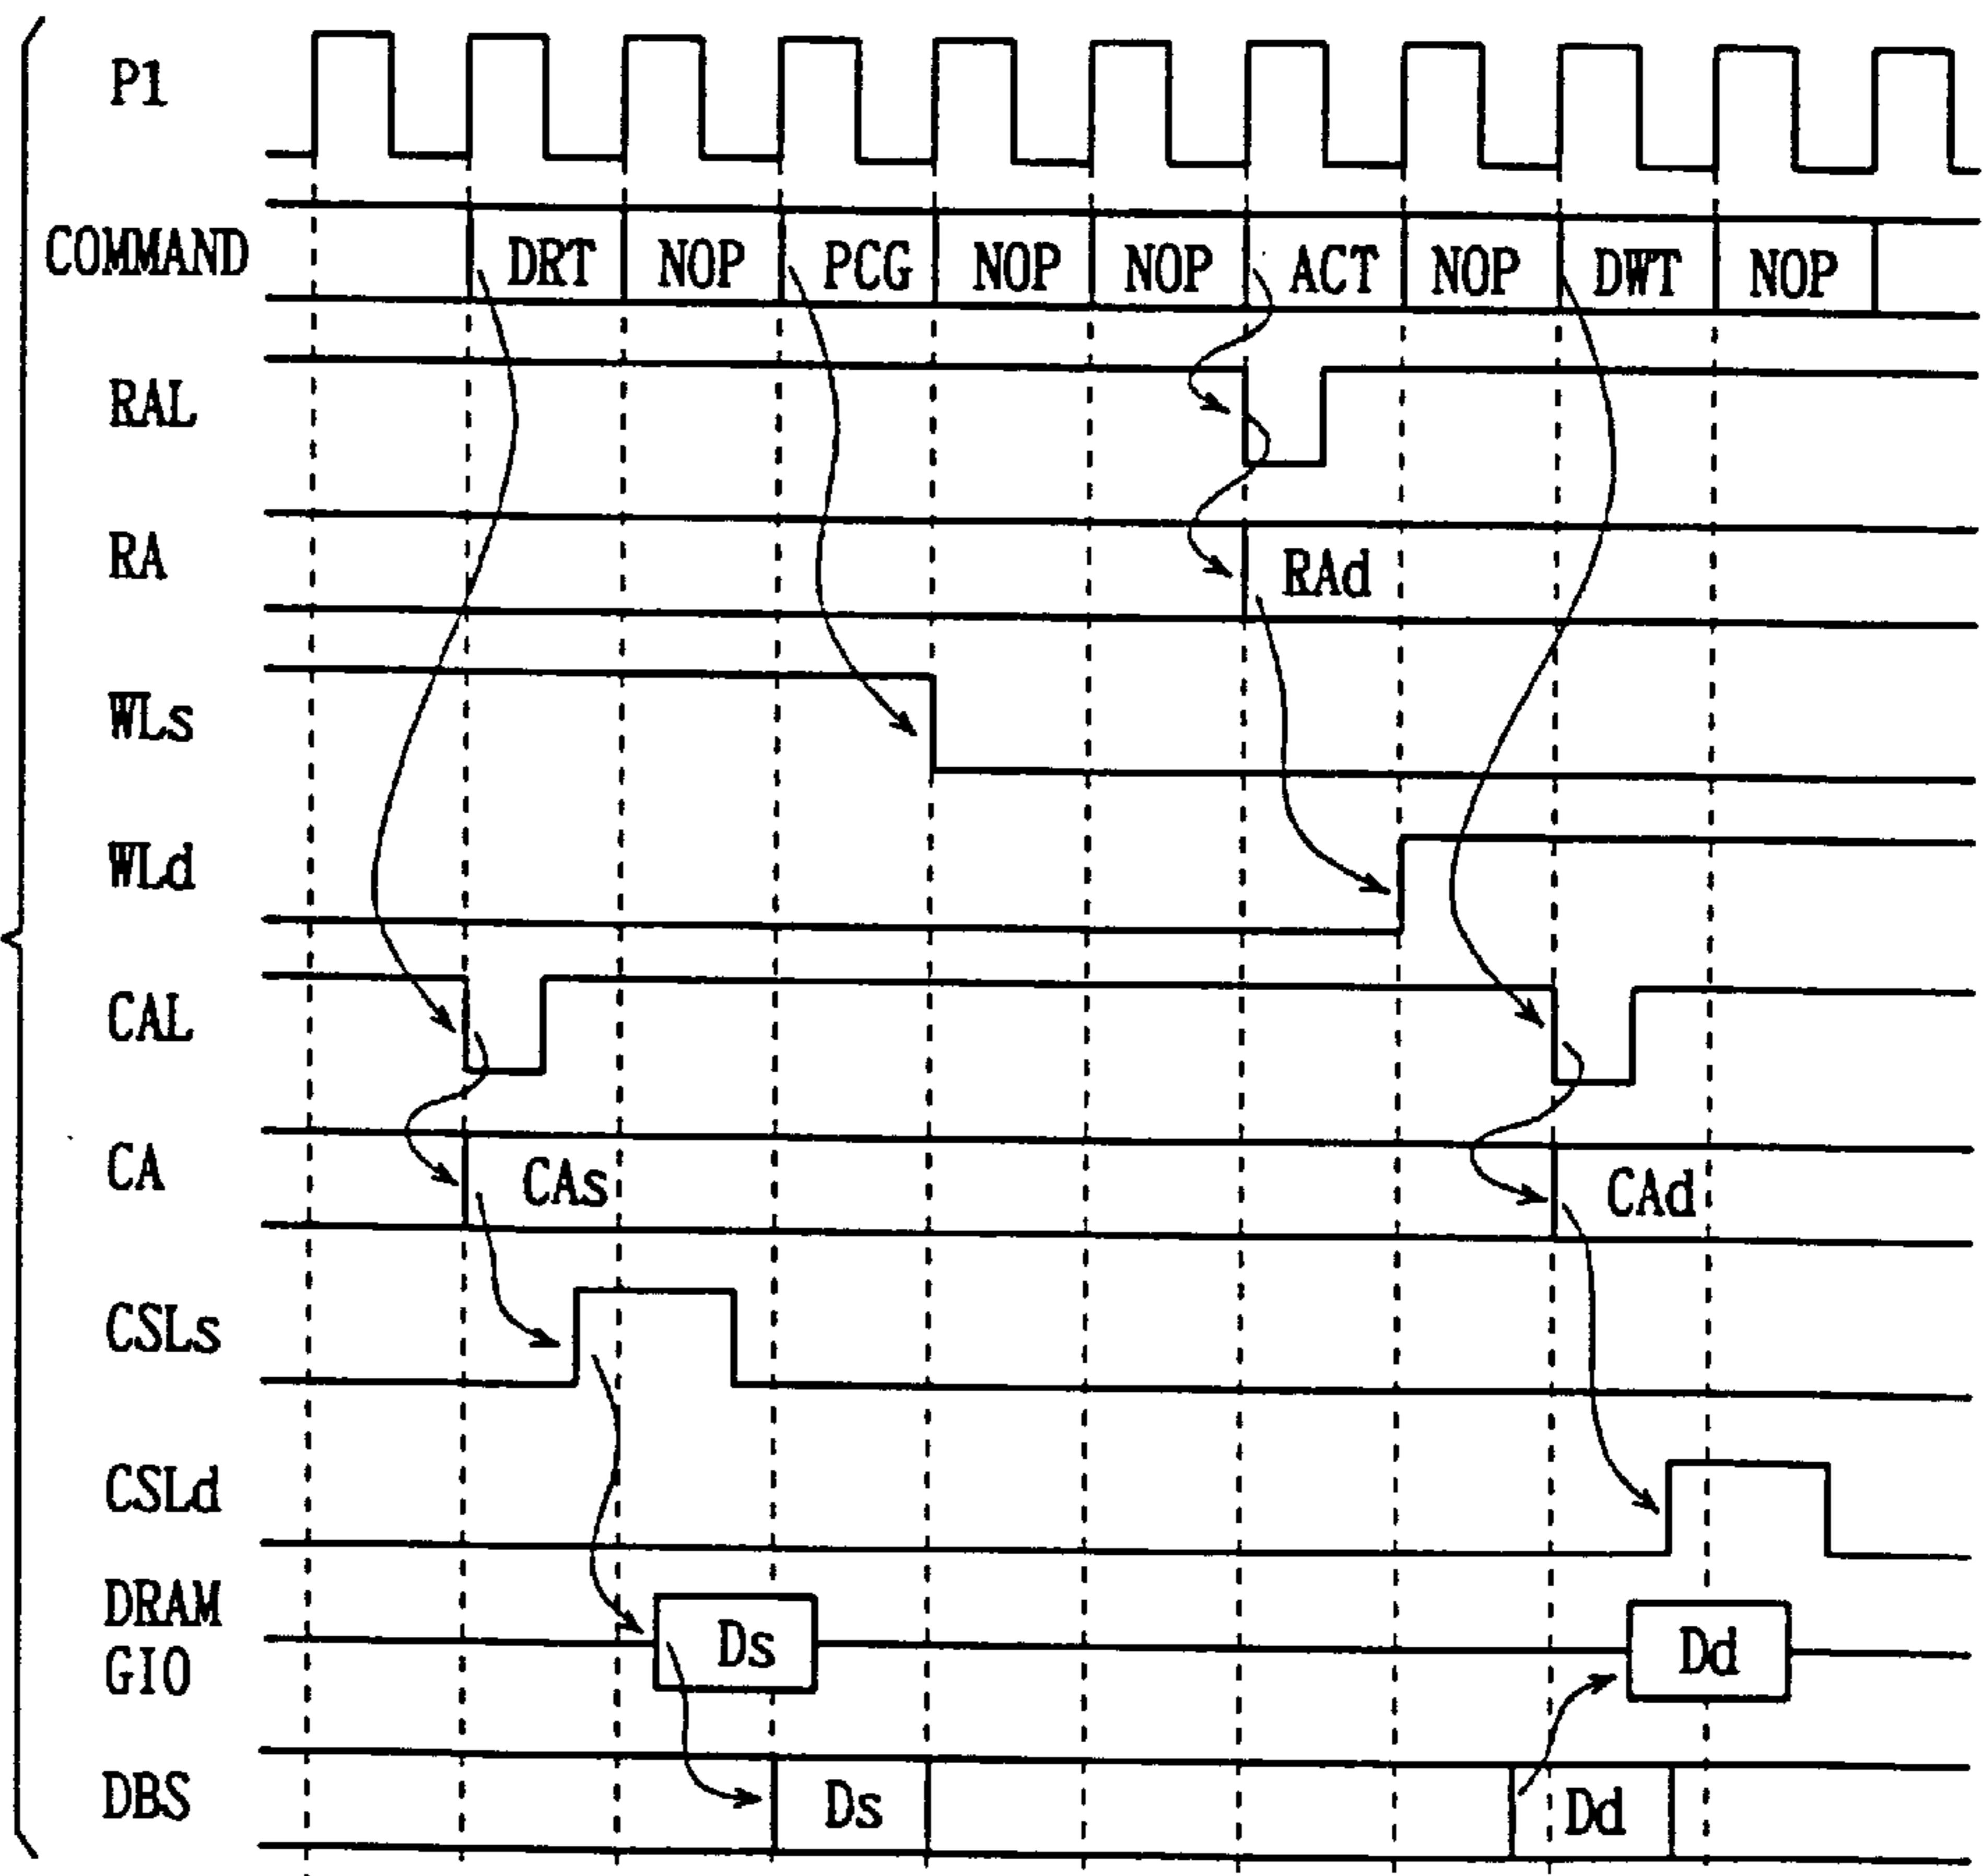 P1
COMMAND DRT NOP PCG NOP NOP ACT NOP DWT NOP
RAL
RA RAd
WLs
WLd
CAL
CA CAs CAd
CSLs
CSLd
DRAM
GIO Ds Dd
DBS Ds Dd